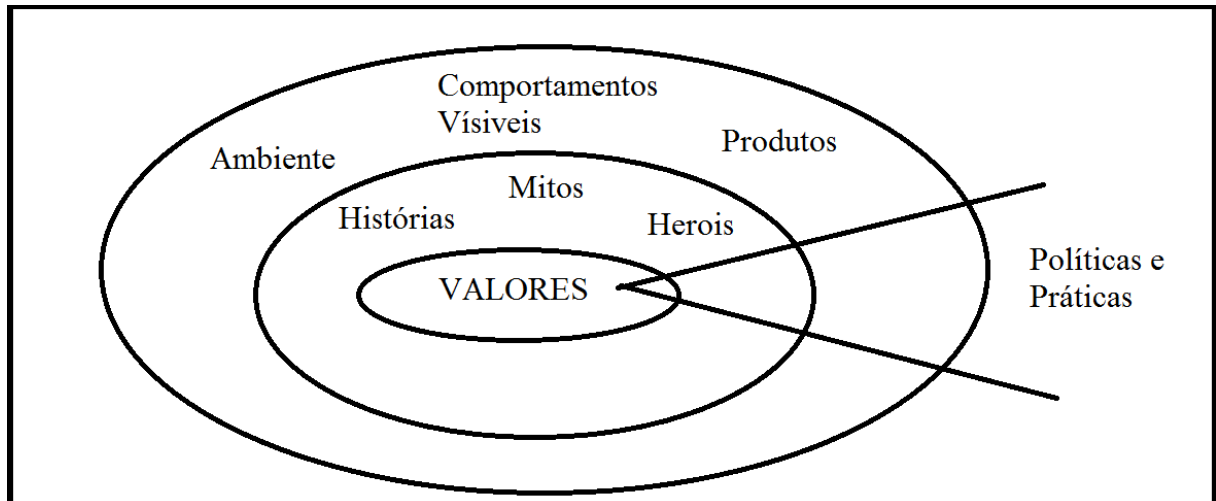 Comportamentos
Vísiveis
Produtos
Ambiente
Mitos
Histórias
Herois
VALORES
Políticas e
Práticas